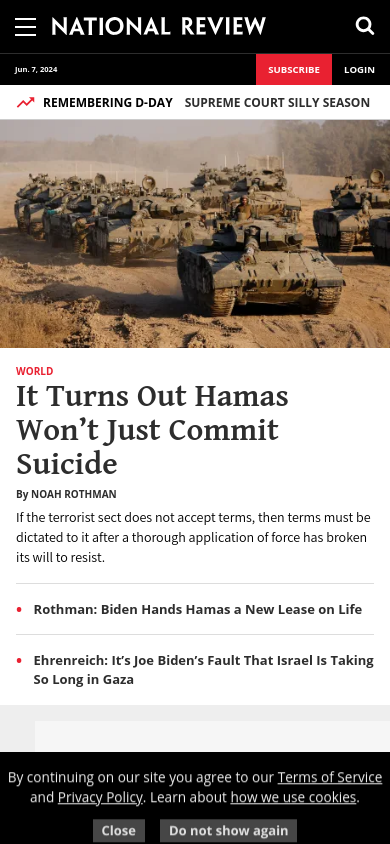 NATIONAL REVIEW
Jun. 7, 2024
SUBSCRIBE
LOGIN
REMEMBERING D-DAY
SUPREME COURT SILLY SEASON
WORLD
It Turns Out Hamas
Won’t Just Commit
Suicide
By NOAH ROTHMAN
If the terrorist sect does not accept terms, then terms must be
dictated to it after a thorough application of force has broken
its will to resist.
• Rothman: Biden Hands Hamas a New Lease on Life
• Ehrenreich: It’s Joe Biden’s Fault That Israel Is Taking
So Long in Gaza
By continuing on our site you agree to our Terms of Service
and Privacy Policy. Learn about how we use cookies.
Close
Do not show again